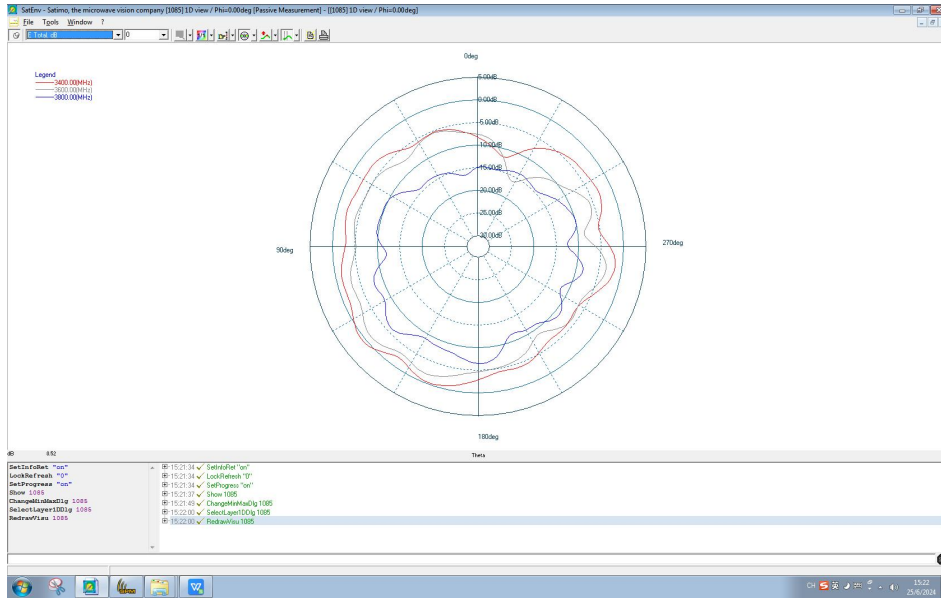 SatEnv - Satimo, the microwave vision company [1085] 1D view / Phi=0.00deg [Passive Measurement] - [[1085] 1D view / Phi=0.00deg]
File Tools Window ?
E Total dB 0
0deg
Legend
3400.00(MHz)
3600.00(MHz)
3800.00(MHz)
5.00dB
0.00dB
-5.00dB
-10.00dB
-15.00dB
-20.00dB
-25.00dB
-30.00dB
90deg
270deg
180deg
dB 0.52 Theta
SetInfoRet "on"
LockRefresh "0"
SetProgress "on"
Show 1085
ChangeMinMaxDlg 1085
SelectLayer1DDlg 1085
RedrawVisu 1085
15:21:34 SetInfoRet "on"
15:21:34 LockRefresh "0"
15:21:34 SetProgress "on"
15:21:37 Show 1085
15:21:49 ChangeMinMaxDlg 1085
15:22:00 SelectLayer1DDlg 1085
15:22:00 RedrawVisu 1085
SPM
CH 英
15:22
25/6/2024